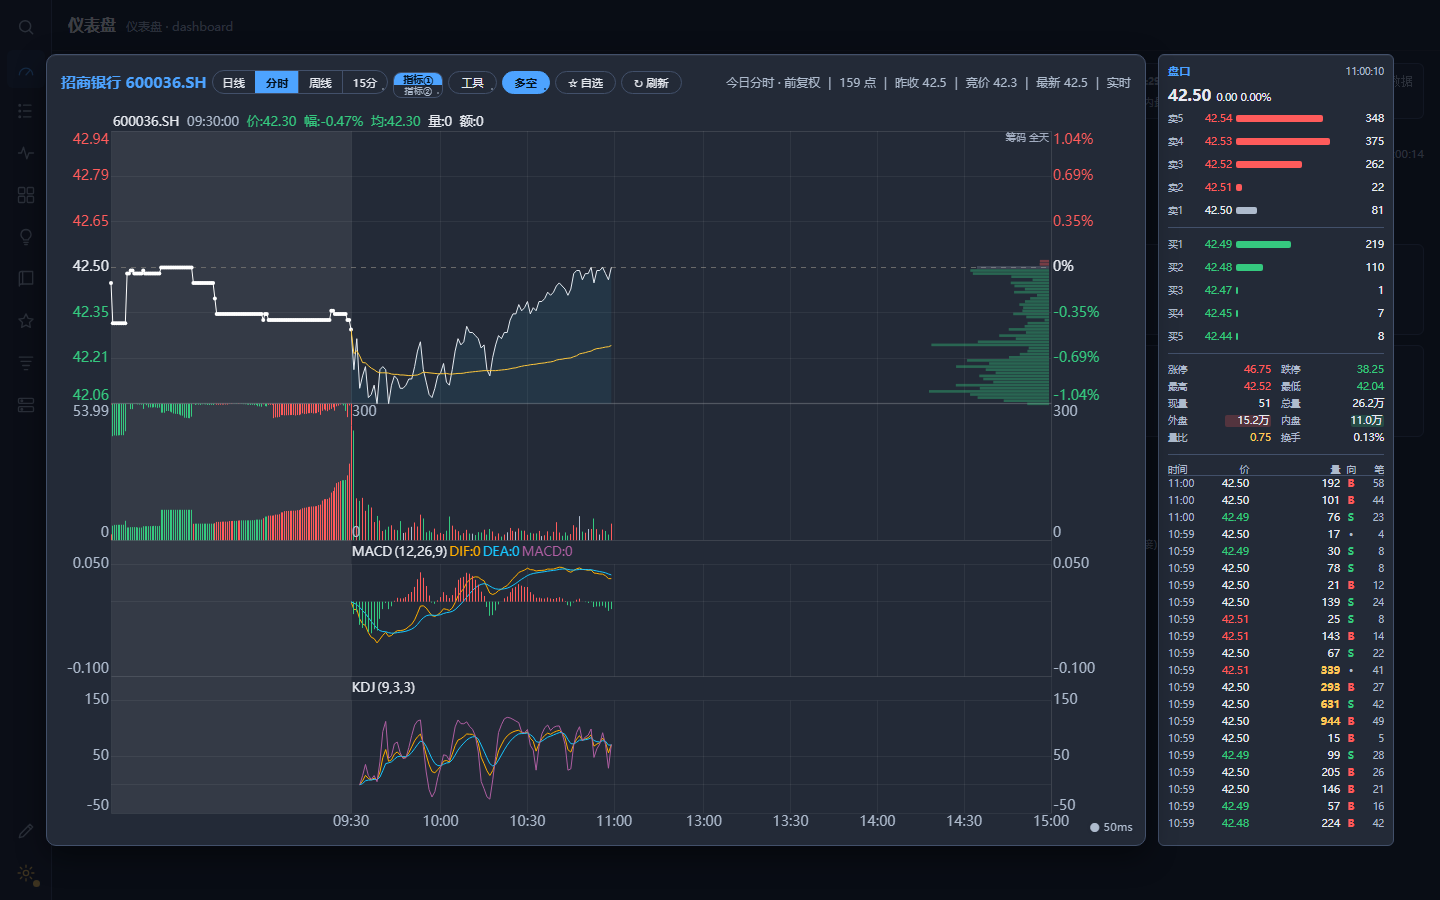 仪表盘 仪表盘 · dashboard
招商银行 600036.SH 日线 分时 周线 15分 指标① 指标② 工具 多空 ☆ 自选 ↻ 刷新 今日分时 · 前复权 | 159 点 | 昨收 42.5 | 竞价 42.3 | 最新 42.5 | 实时
600036.SH 09:30:00 价:42.30 幅:-0.47% 均:42.30 量:0 额:0
筹码 全天
42.94 1.04%
42.79 0.69%
42.65 0.35%
42.50 0%
42.35 -0.35%
42.21 -0.69%
42.06 -1.04%
53.99 300 300
0 0 0
MACD (12,26,9) DIF:0 DEA:0 MACD:0
0.050 0.050
-0.100 -0.100
KDJ (9,3,3)
150 150
50 50
-50 -50
09:30 10:00 10:30 11:00 13:00 13:30 14:00 14:30 15:00
50ms
盘口 11:00:10
42.50 0.00 0.00%
卖5 42.54 348
卖4 42.53 375
卖3 42.52 262
卖2 42.51 22
卖1 42.50 81
买1 42.49 219
买2 42.48 110
买3 42.47 1
买4 42.45 7
买5 42.44 8
涨停 46.75 跌停 38.25
最高 42.52 最低 42.04
现量 51 总量 26.2万
外盘 15.2万 内盘 11.0万
量比 0.75 换手 0.13%
时间 价 量 向 笔
11:00 42.50 192 B 58
11:00 42.50 101 B 44
11:00 42.49 76 S 23
10:59 42.50 17 • 4
10:59 42.49 30 S 8
10:59 42.50 78 S 8
10:59 42.50 21 B 12
10:59 42.50 139 S 24
10:59 42.51 25 S 8
10:59 42.51 143 B 14
10:59 42.50 67 S 22
10:59 42.51 339 • 41
10:59 42.50 293 B 27
10:59 42.50 631 S 42
10:59 42.50 944 B 49
10:59 42.50 15 B 5
10:59 42.49 99 S 28
10:59 42.50 205 B 26
10:59 42.50 146 B 21
10:59 42.49 57 B 16
10:59 42.48 224 B 42